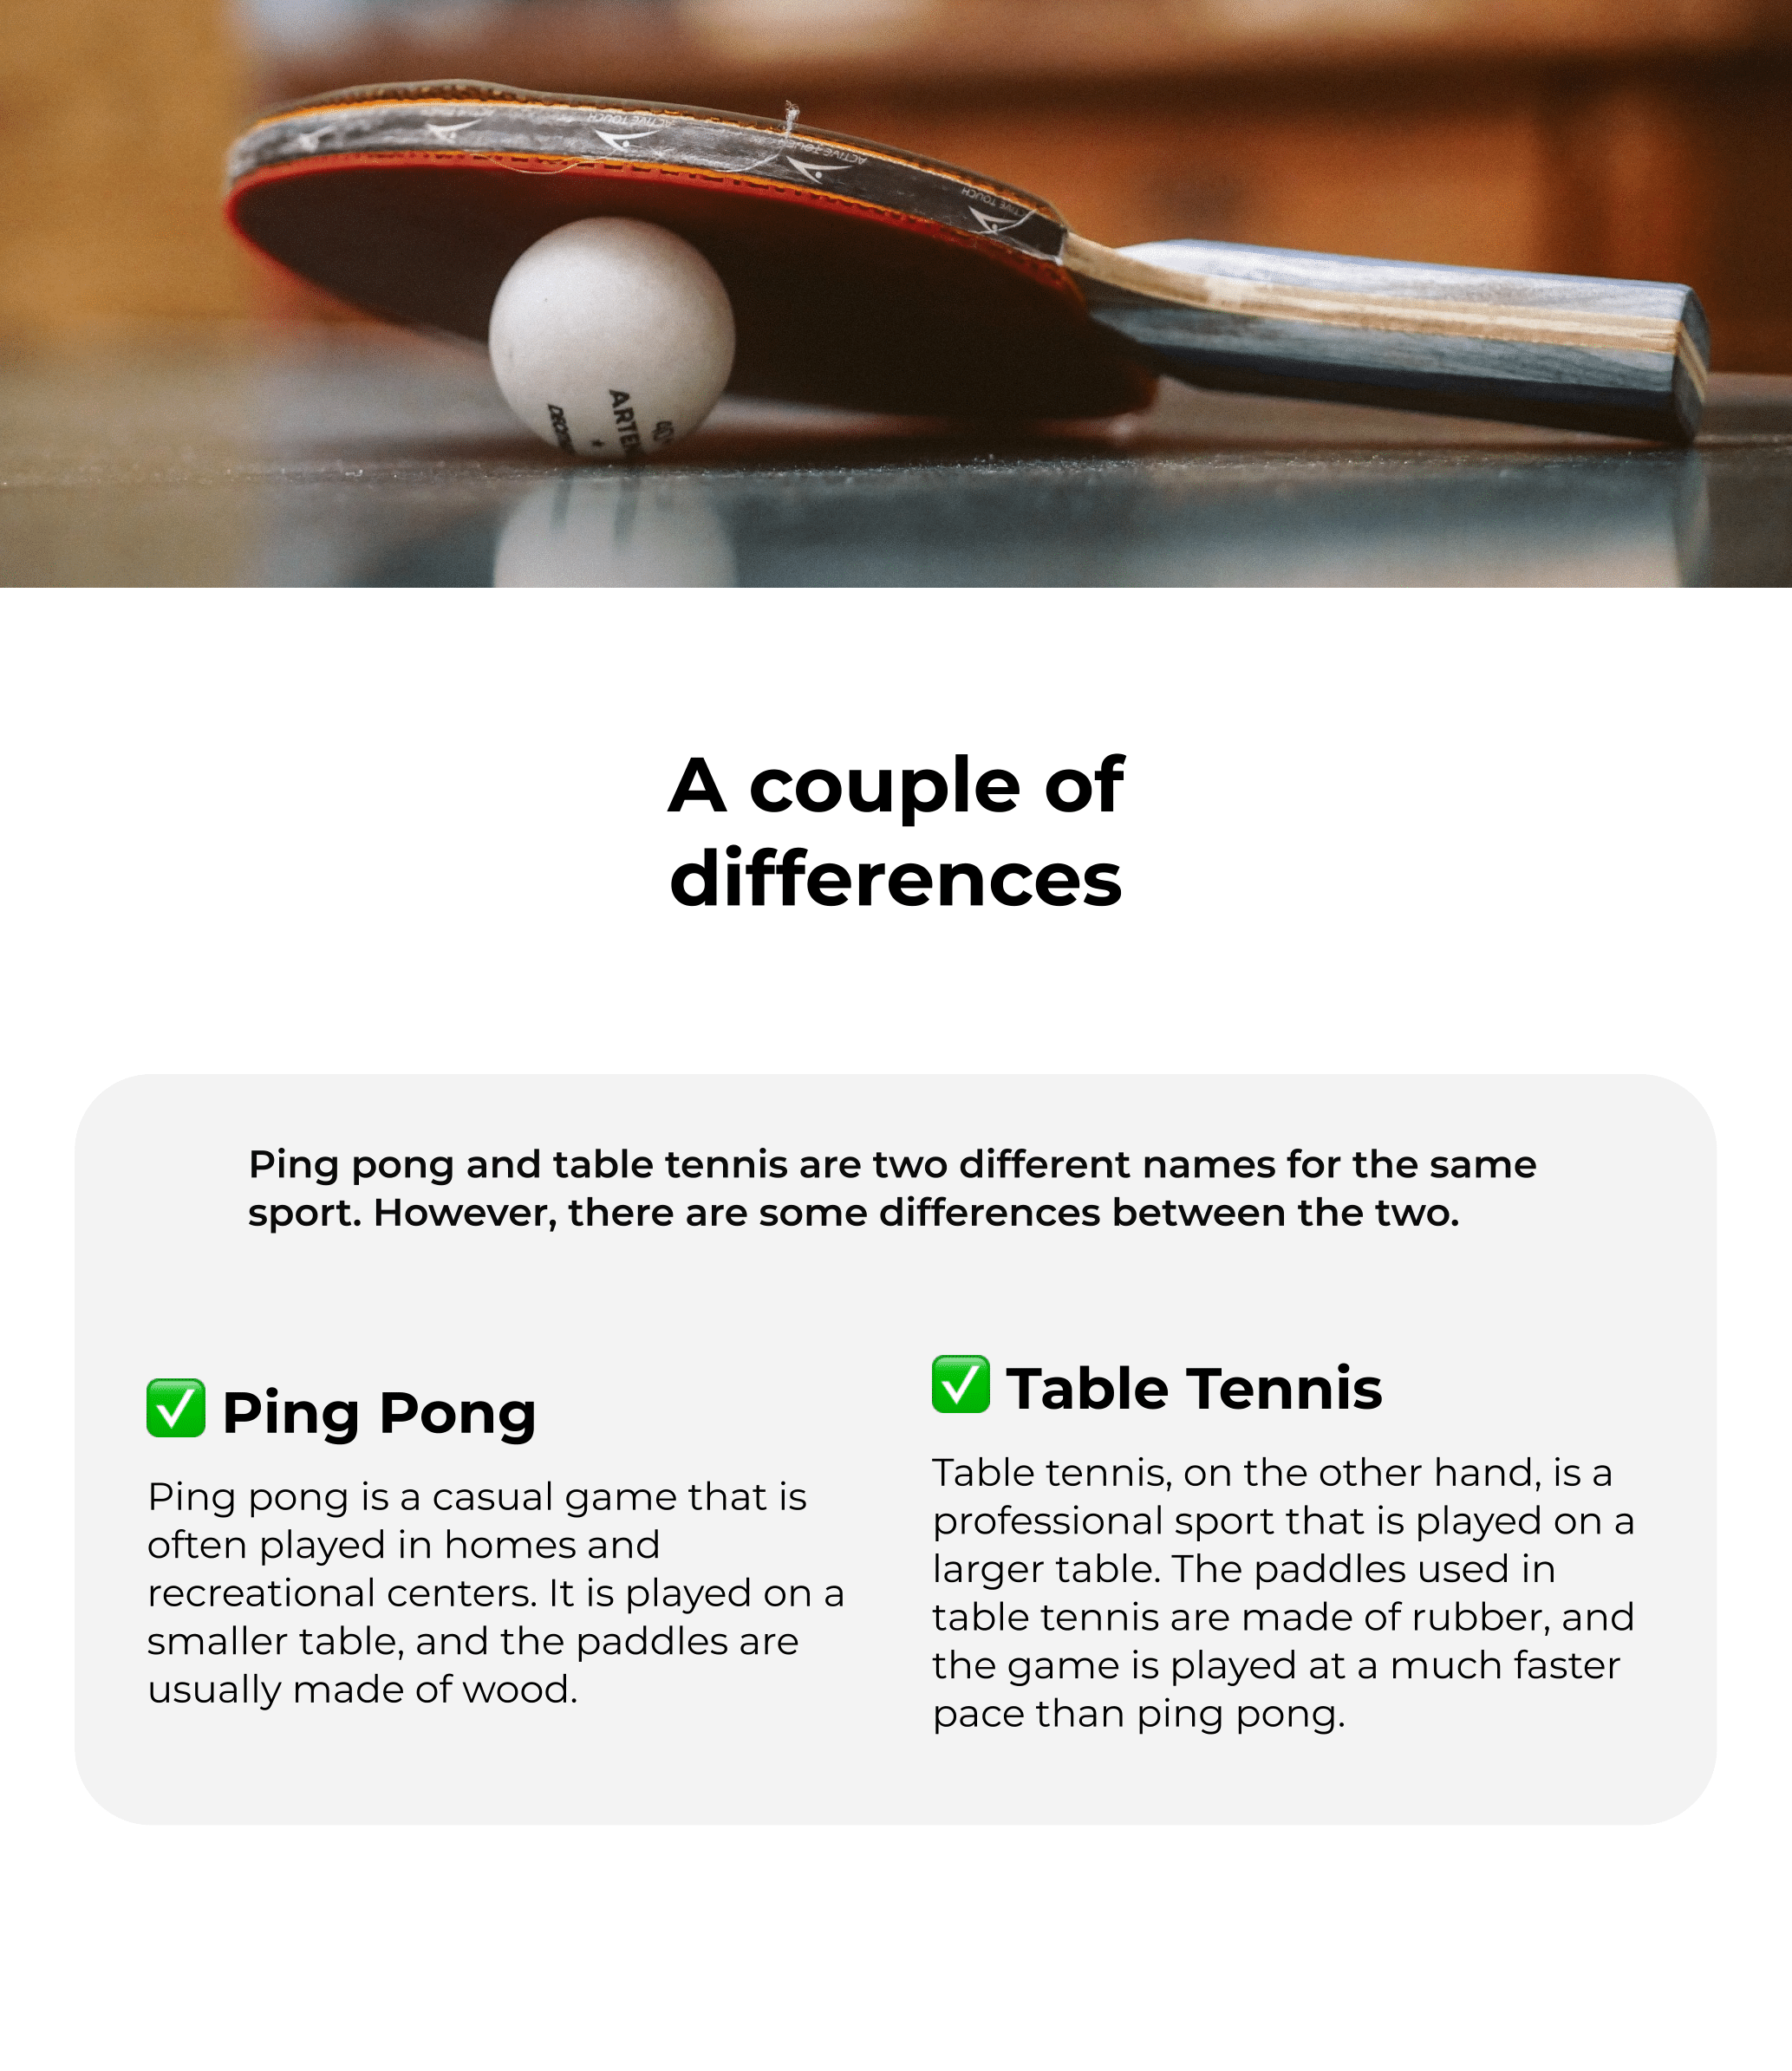 ACTIVE TOUCH
ACTIVE TOUCH
ACTIVE TOUCH
ARTE
A couple of
differences
Ping pong and table tennis are two different names for the same
sport. However, there are some differences between the two.
✅ Ping Pong
Ping pong is a casual game that is
often played in homes and
recreational centers. It is played on a
smaller table, and the paddles are
usually made of wood.
✅ Table Tennis
Table tennis, on the other hand, is a
professional sport that is played on a
larger table. The paddles used in
table tennis are made of rubber, and
the game is played at a much faster
pace than ping pong.